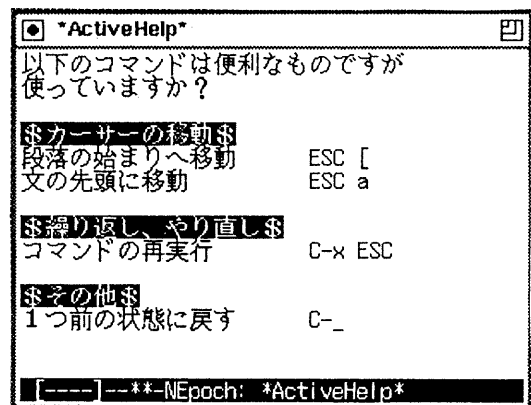 *ActiveHelp*
以下のコマンドは便利なものですが
使っていますか？
$カーサーの移動$
段落の始まりへ移動 ESC [
文の先頭に移動 ESC a
$繰り返し、やり直し$
コマンドの再実行 C-x ESC
$その他$
１つ前の状態に戻す C-_
[----]--**-NEpoch: *ActiveHelp*